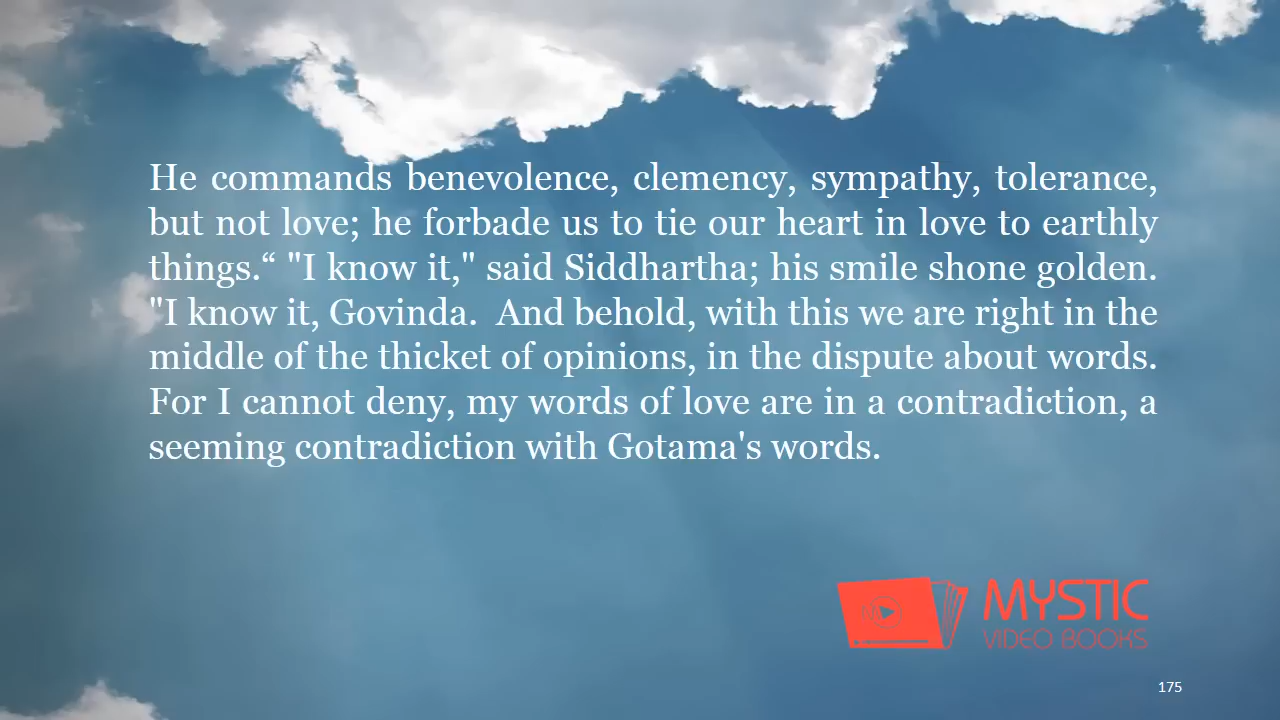 He commands benevolence, clemency, sympathy, tolerance,
but not love; he forbade us to tie our heart in love to earthly
things.“ "I know it," said Siddhartha; his smile shone golden.
"I know it, Govinda.  And behold, with this we are right in the
middle of the thicket of opinions, in the dispute about words.
For I cannot deny, my words of love are in a contradiction, a
seeming contradiction with Gotama's words.
MYSTIC
VIDEO BOOKS
175